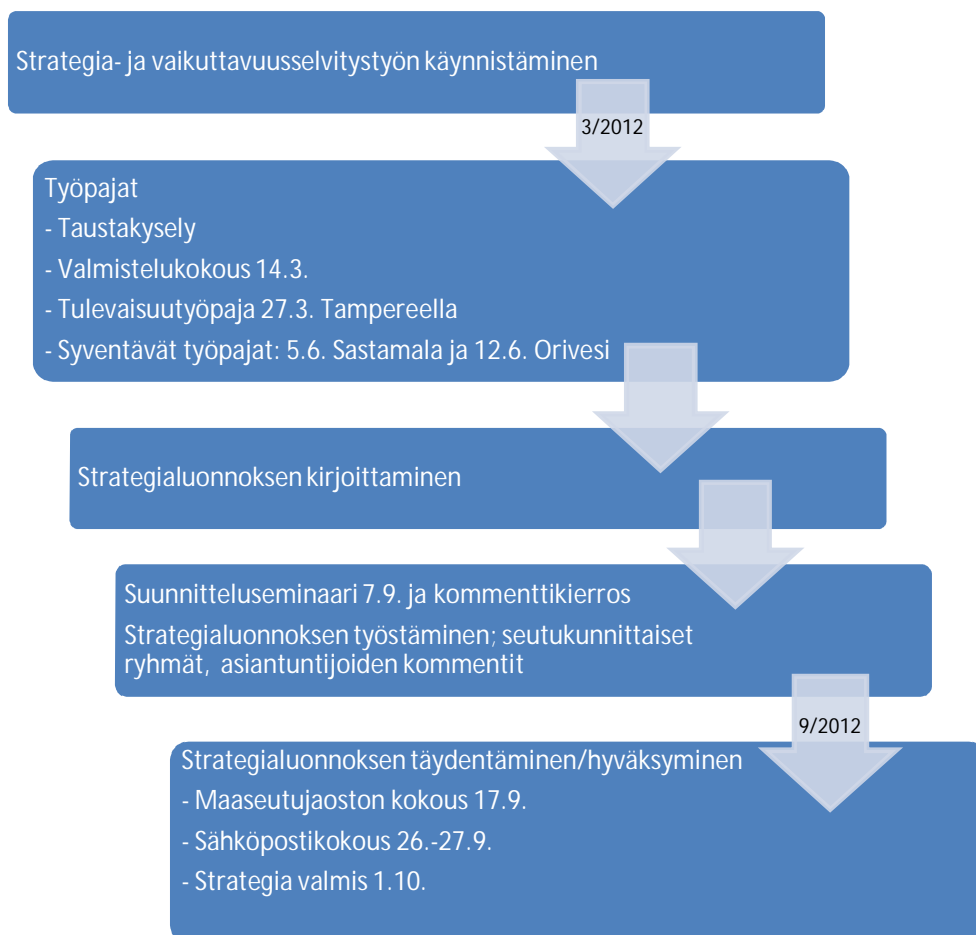 Strategia- ja vaikuttavuusselvitystyön käynnistäminen
3/2012
Työpajat
- Taustakysely
- Valmistelukokous 14.3.
- Tulevaisuutyöpaja 27.3. Tampereella
- Syventävät työpajat: 5.6. Sastamala ja 12.6. Orivesi
Strategialuonnoksen kirjoittaminen
Suunnitteluseminaari 7.9. ja kommenttikierros
Strategialuonnoksen työstäminen; seutukunnittaiset
ryhmät, asiantuntijoiden kommentit
9/2012
Strategialuonnoksen täydentäminen/hyväksyminen
- Maaseutujaoston kokous 17.9.
- Sähköpostikokous 26.-27.9.
- Strategia valmis 1.10.